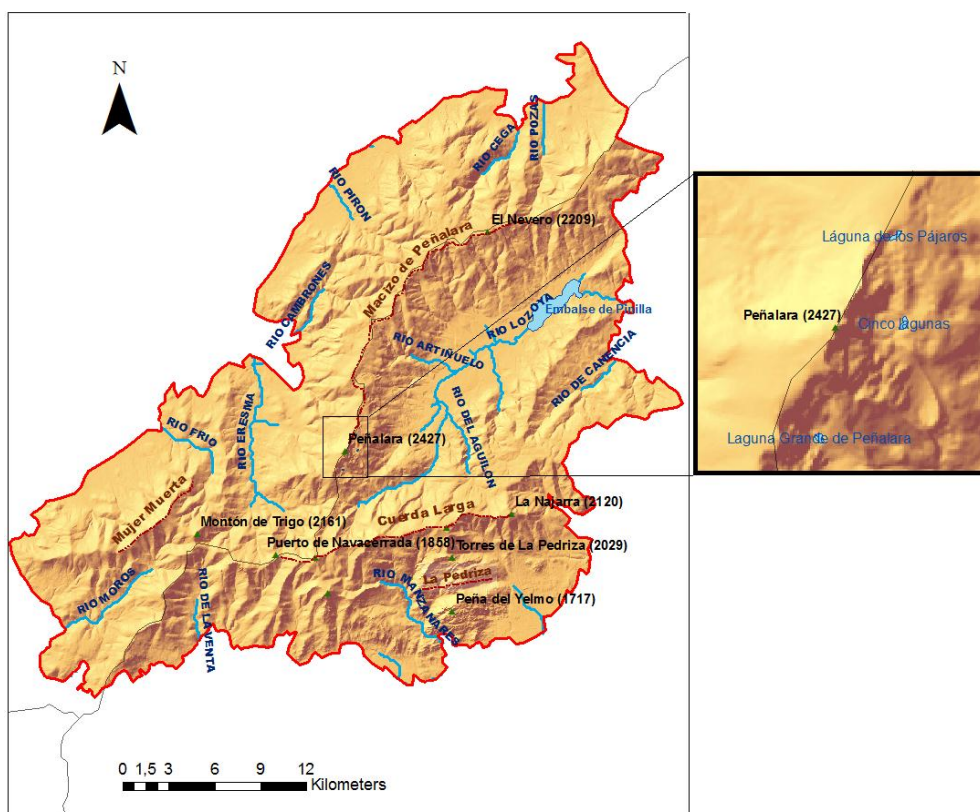 N
RIO CEGA
RIO POZAS
RIO PIRON
El Nevero (2209)
Macizo de Peñalara
RIO CAMBRONES
RIO LOZOYA
Embalse de Pinilla
RIO ARTIÑUELO
RIO DE CANENCIA
RIO ERESMA
RIO FRIO
RIO DEL AGUILON
Peñalara (2427)
Mujer Muerta
Montón de Trigo (2161)
Cuerda Larga
La Najarra (2120)
Puerto de Navacerrada (1858)
Torres de La Pedriza (2029)
La Pedriza
RIO MOROS
RIO DE LA VENTA
RIO MANZANARES
Peña del Yelmo (1717)
0 1,5 3 6 9 12
Kilometers
Láguna de los Pájaros
Peñalara (2427)
Cinco lagunas
Laguna Grande de Peñalara